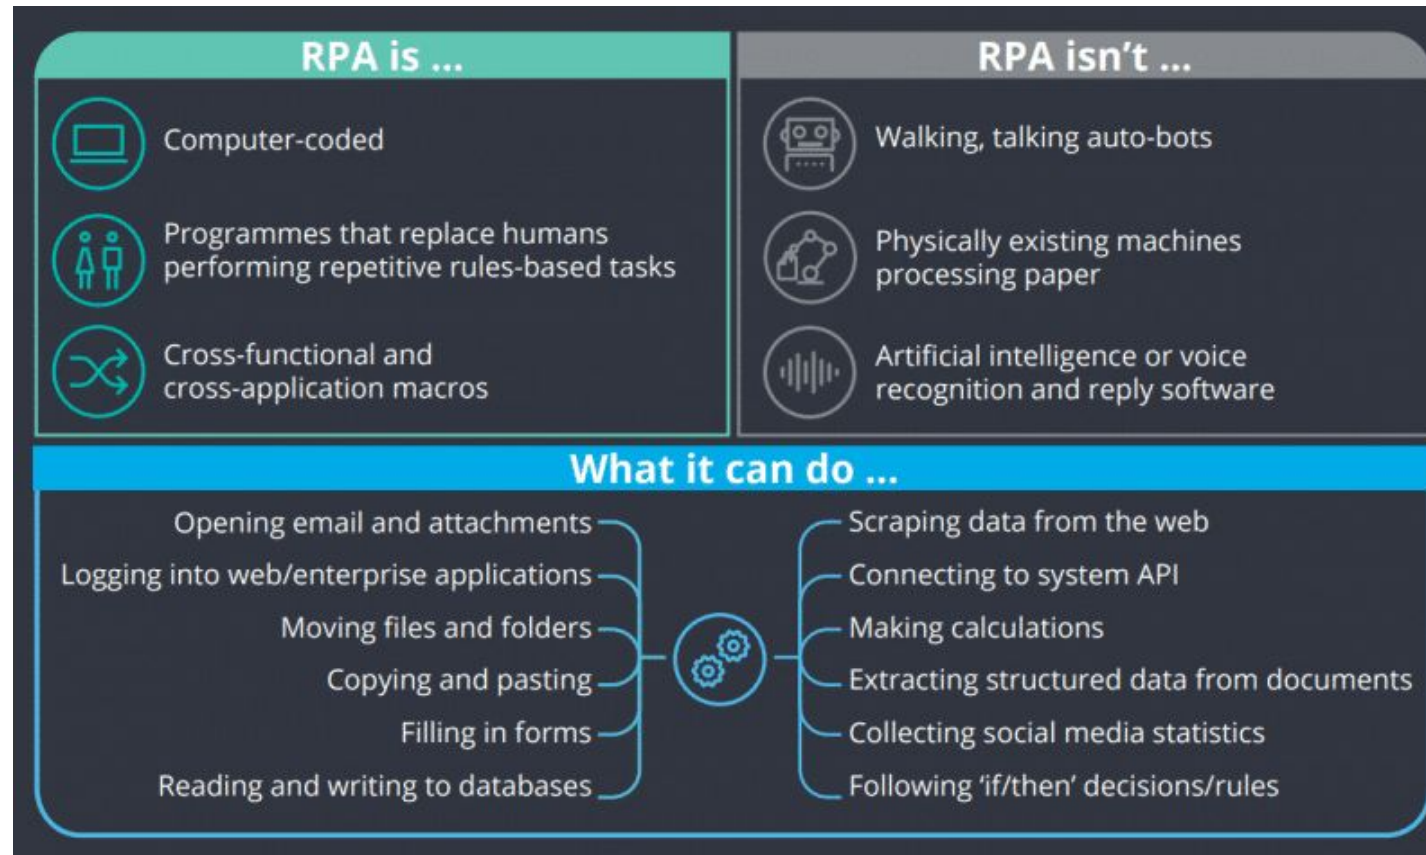 RPA is ...
Computer-coded
Programmes that replace humans
performing repetitive rules-based tasks
Cross-functional and
cross-application macros
RPA isn't ...
Walking, talking auto-bots
Physically existing machines
processing paper
Artificial intelligence or voice
recognition and reply software
What it can do ...
Opening email and attachments
Logging into web/enterprise applications
Moving files and folders
Copying and pasting
Filling in forms
Reading and writing to databases
Scraping data from the web
Connecting to system API
Making calculations
Extracting structured data from documents
Collecting social media statistics
Following ‘if/then’ decisions/rules